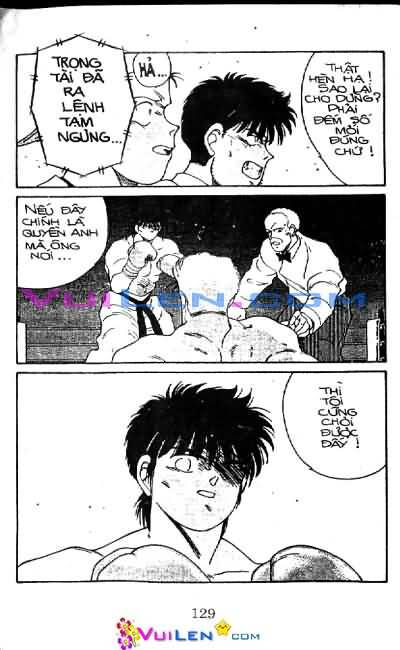 TRỌNG
TÀI ĐÃ
RA
LỆNH
TẠM
NGỪNG...
HẢ...
THẬT
HÈN HẠ!
SAO LẠI
CHO DỪNG?
PHẢI
ĐẾM SỐ
MỚI
ĐÚNG
CHỨ!
NẾU ĐÂY
CHÍNH LÀ
QUYỀN ANH
MÀ ÔNG
NÓI...
VUILEN.COM
THÌ
TÔI
CŨNG
CHƠI
ĐƯỢC
ĐẤY!
129
VUILEN.COM